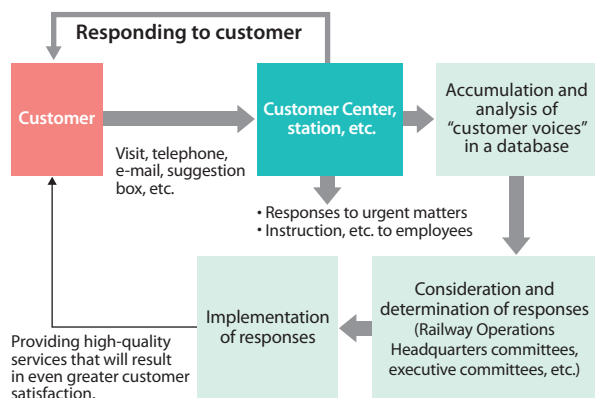 Responding to customer
Customer
Customer Center,
station, etc.
Accumulation and
analysis of
“customer voices”
in a database
Visit, telephone,
e-mail, suggestion
box, etc.
• Responses to urgent matters
• Instruction, etc. to employees
Consideration and
determination of responses
(Railway Operations
Headquarters committees,
executive committees, etc.)
Implementation
of responses
Providing high-quality
services that will result
in even greater customer
satisfaction.